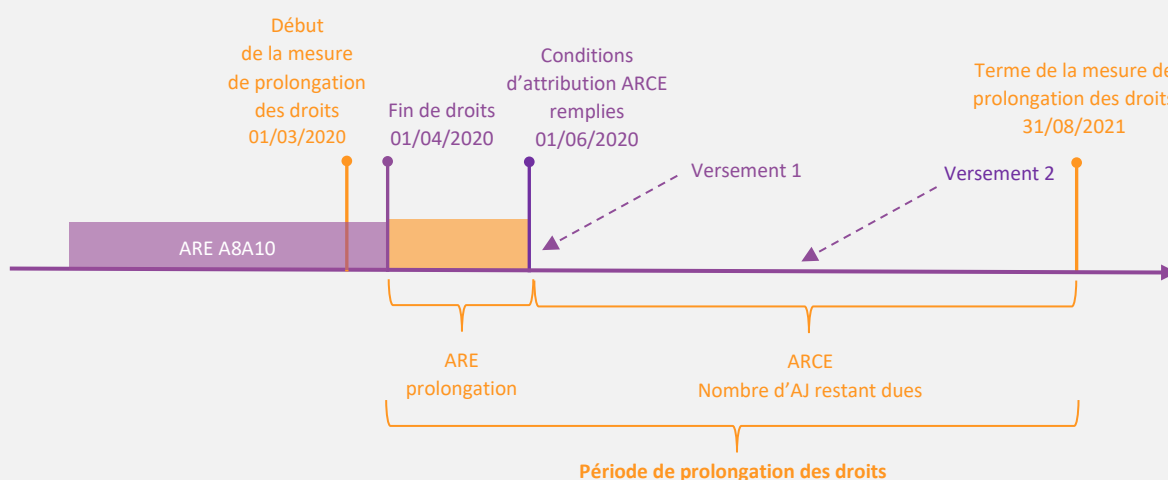 Début
de la mesure
de prolongation
des droits
01/03/2020
Fin de droits
01/04/2020
Conditions
d'attribution ARCE
remplies
01/06/2020
Terme de la mesure de
prolongation des droits
31/08/2021
Versement 1
Versement 2
ARE A8A10
ARE
prolongation
ARCE
Nombre d'AJ restant dues
Période de prolongation des droits